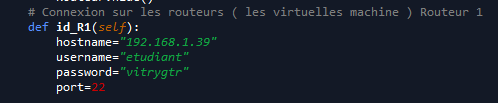 # Connexion sur les routeurs ( les virtuelles machine ) Routeur 1
def id_R1(self):
hostname="192.168.1.39"
username="etudiant"
password="vitrygtr"
port=22